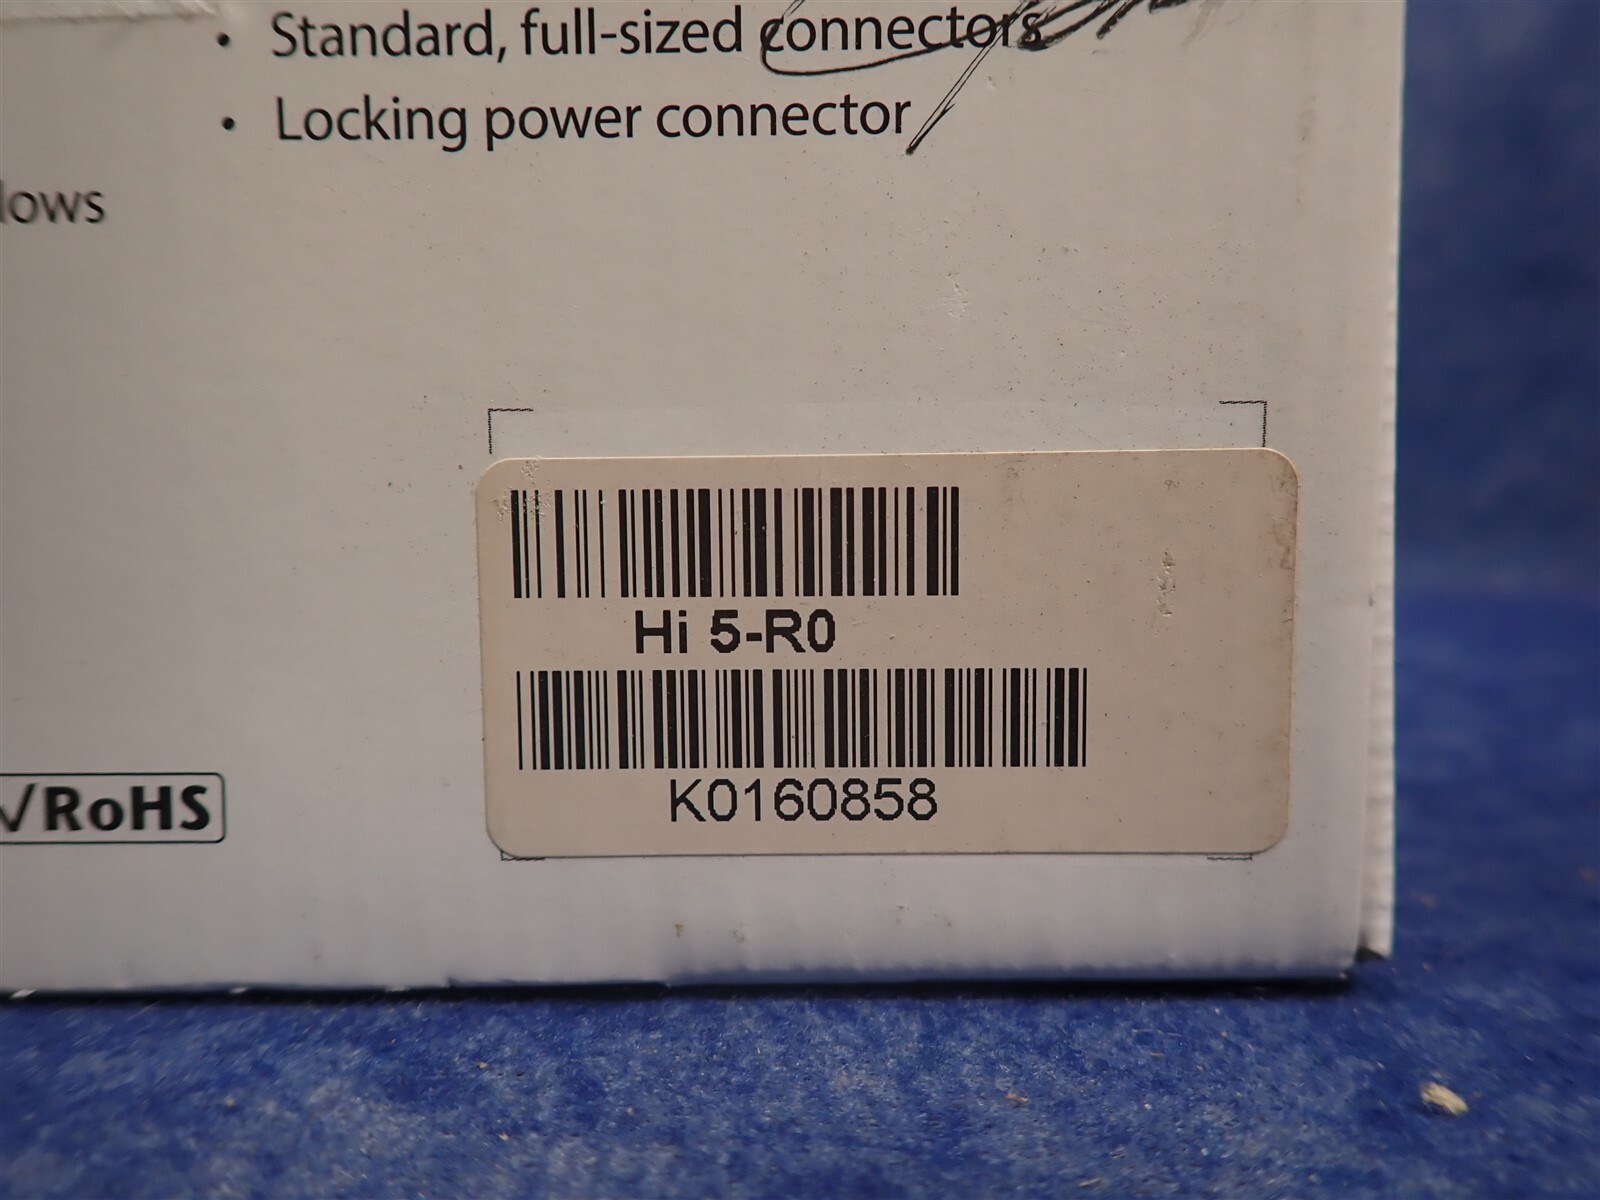 • Standard, full-sized connectors
• Locking power connector
lows
√RoHS
Hi 5-R0
K0160858